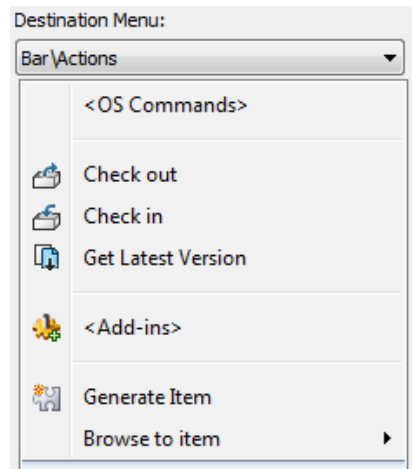 Destination Menu:
Bar\Actions
<OS Commands>
Check out
Check in
Get Latest Version
<Add-ins>
Generate Item
Browse to item